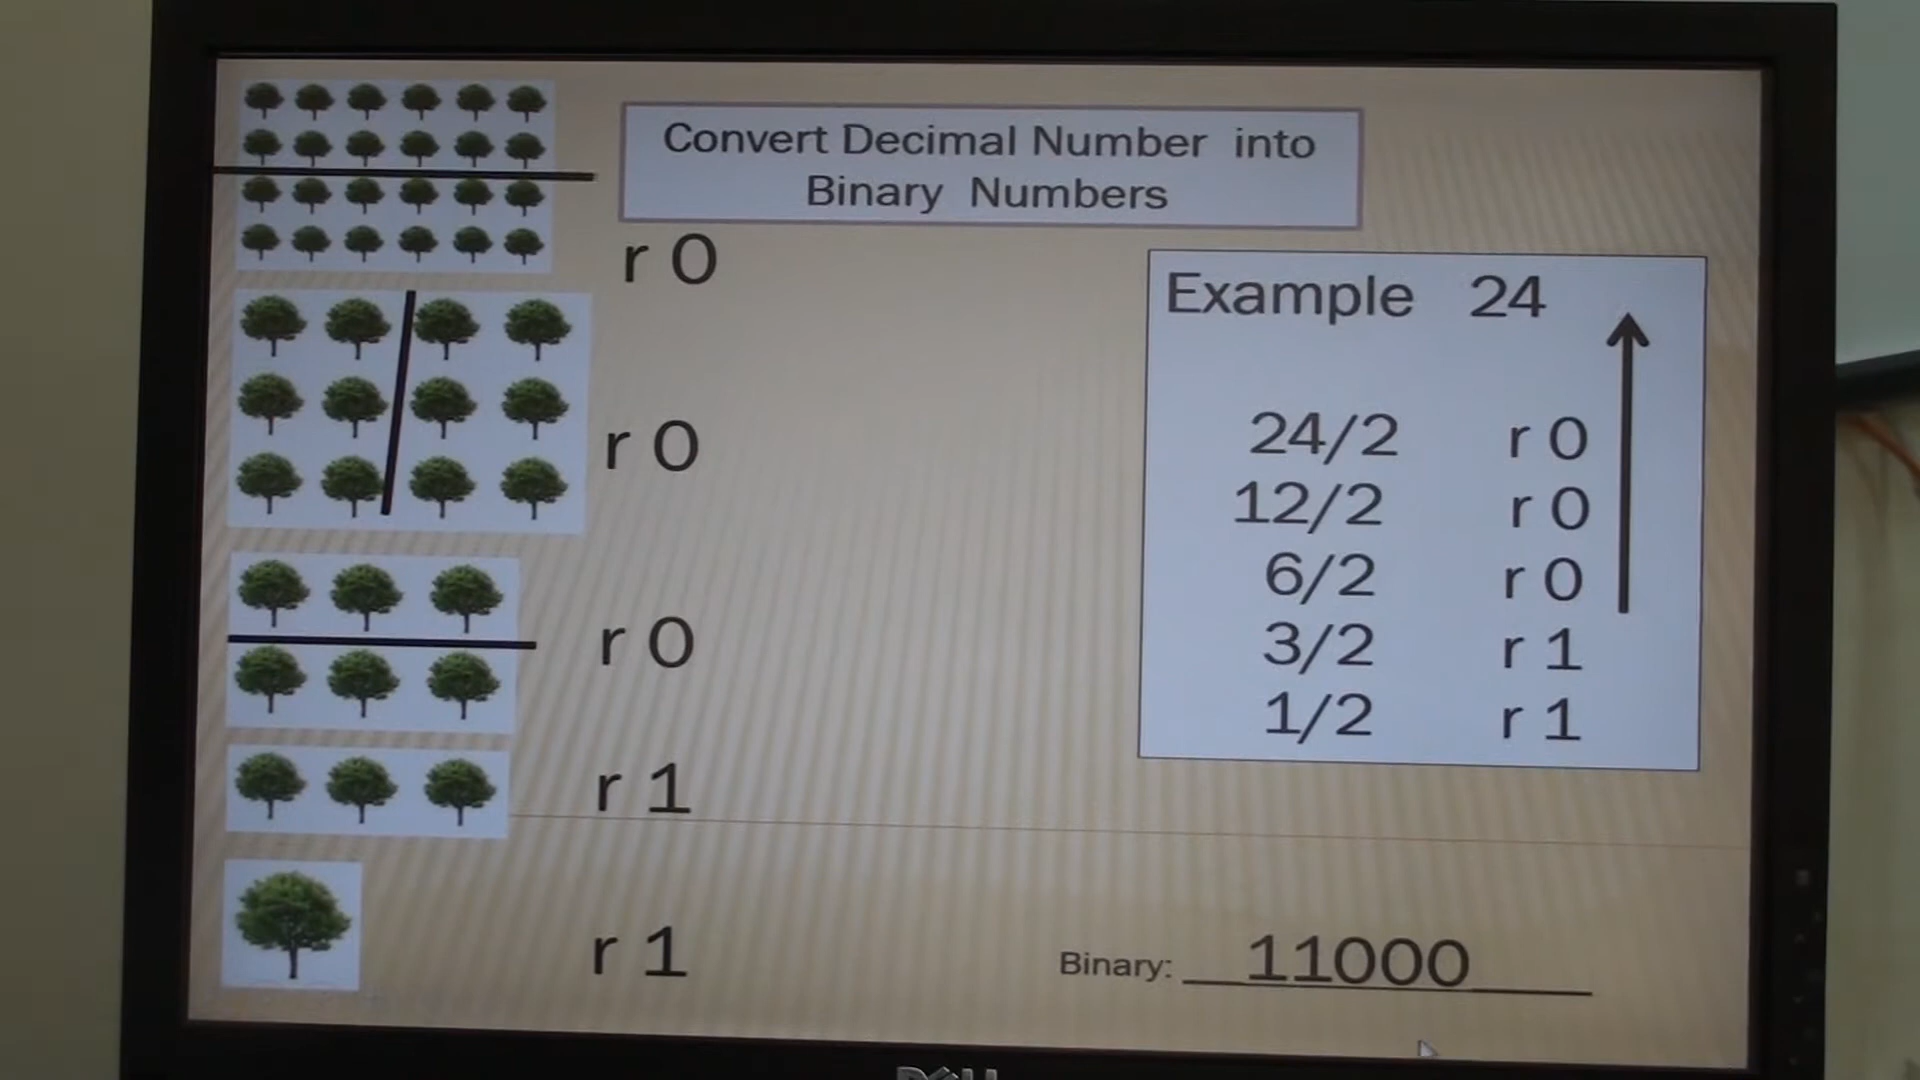 Convert Decimal Number into
Binary Numbers
r 0
r 0
r 0
r 1
r 1
Example 24
24/2 r 0
12/2 r 0
6/2 r 0
3/2 r 1
1/2 r 1
Binary: 11000
DELL